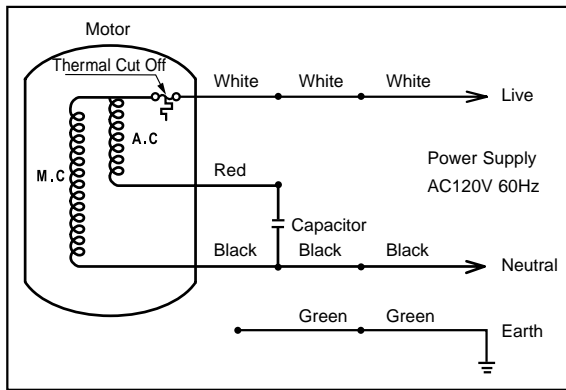 Motor
Thermal Cut Off
White White White Live
A.C
M.C
Power Supply
AC120V 60Hz
Red
Capacitor
Black Black Black Neutral
Green Green Earth